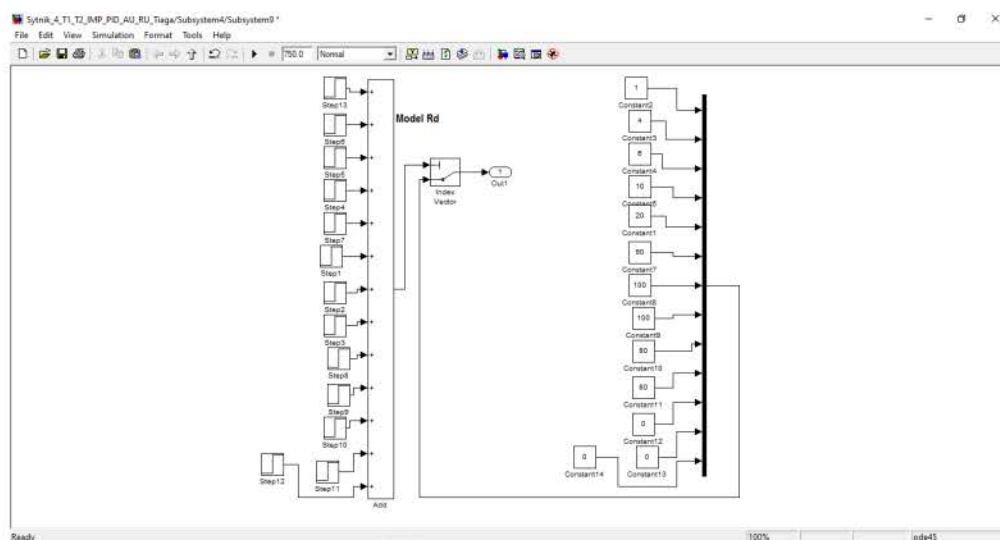 Sytnik_4_T1_T2_IMP_PID_AU_RU_Tiaga/Subsystem4/Subsystem9 *
File Edit View Simulation Format Tools Help
750.0 Normal
Step13
Step6
Step5
Step4
Step7
Step1
Step2
Step3
Step8
Step9
Step10
Step11
Step12
Add
Model Rd
Index
Vector
1
Out1
1
Constant2
4
Constant3
Constant4
10
20
Constant1
Constant7
100
Constant8
100
Constant9
80
Constant10
Constant11
0
Constant12
0
Constant13
0
Constant14
Ready
100%
ode45